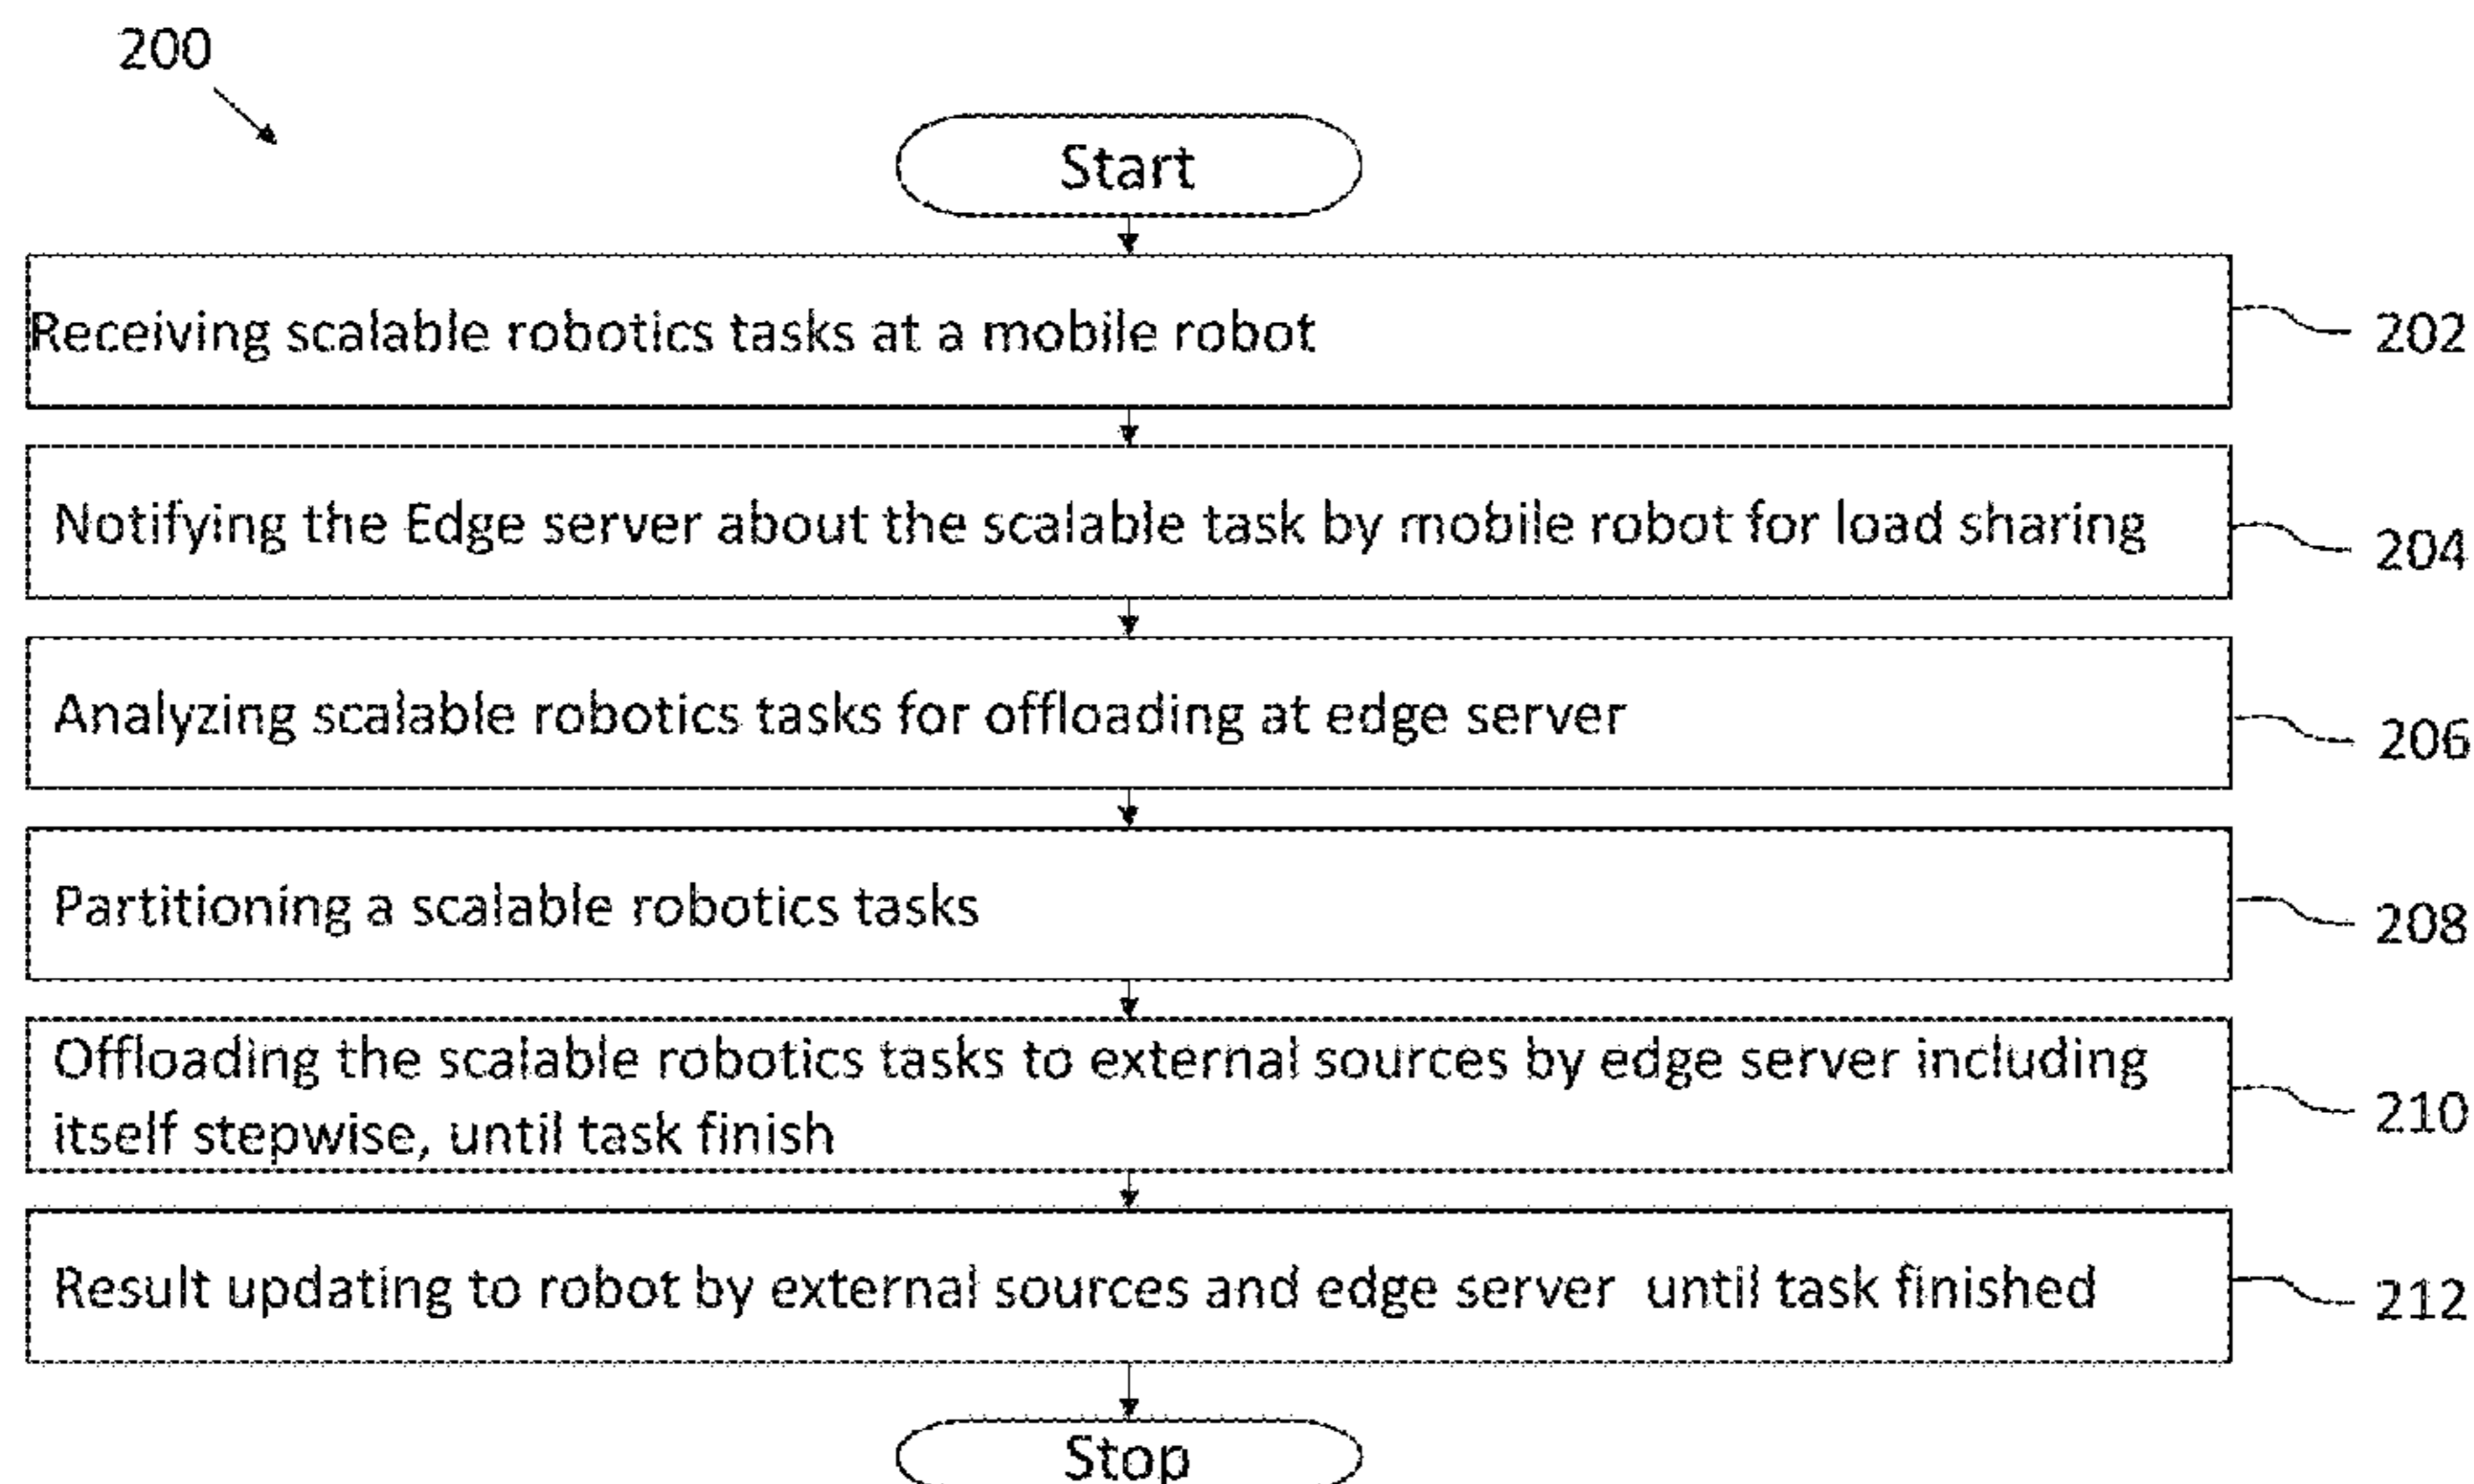 200
Start
Receiving scalable robotics tasks at a mobile robot
202
Notifying the Edge server about the scalable task by mobile robot for load sharing
204
Analyzing scalable robotics tasks for offloading at edge server
206
Partitioning a scalable robotics tasks
208
Offloading the scalable robotics tasks to external sources by edge server including
itself stepwise, until task finish
210
Result updating to robot by external sources and edge server until task finished
212
Stop